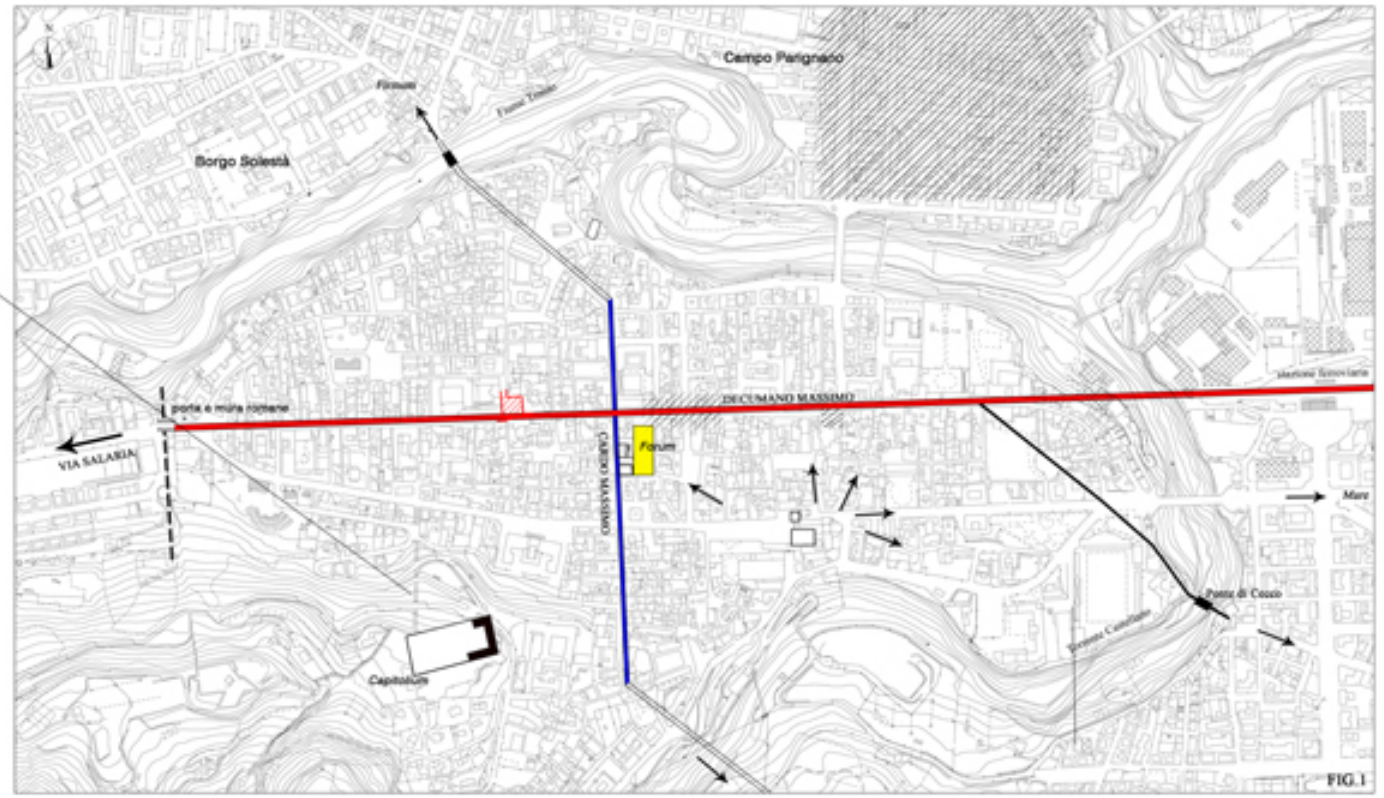 N
Campo Parignano
Firmum
Fiume Tronto
Borgo Solestà
stazione ferroviaria
DECUMANO MASSIMO
porta e mura romane
VIA SALARIA
CARDO MASSIMO
Forum
Mare
Ponte di Cecco
Torrente Castellano
Capitolium
FIG.1